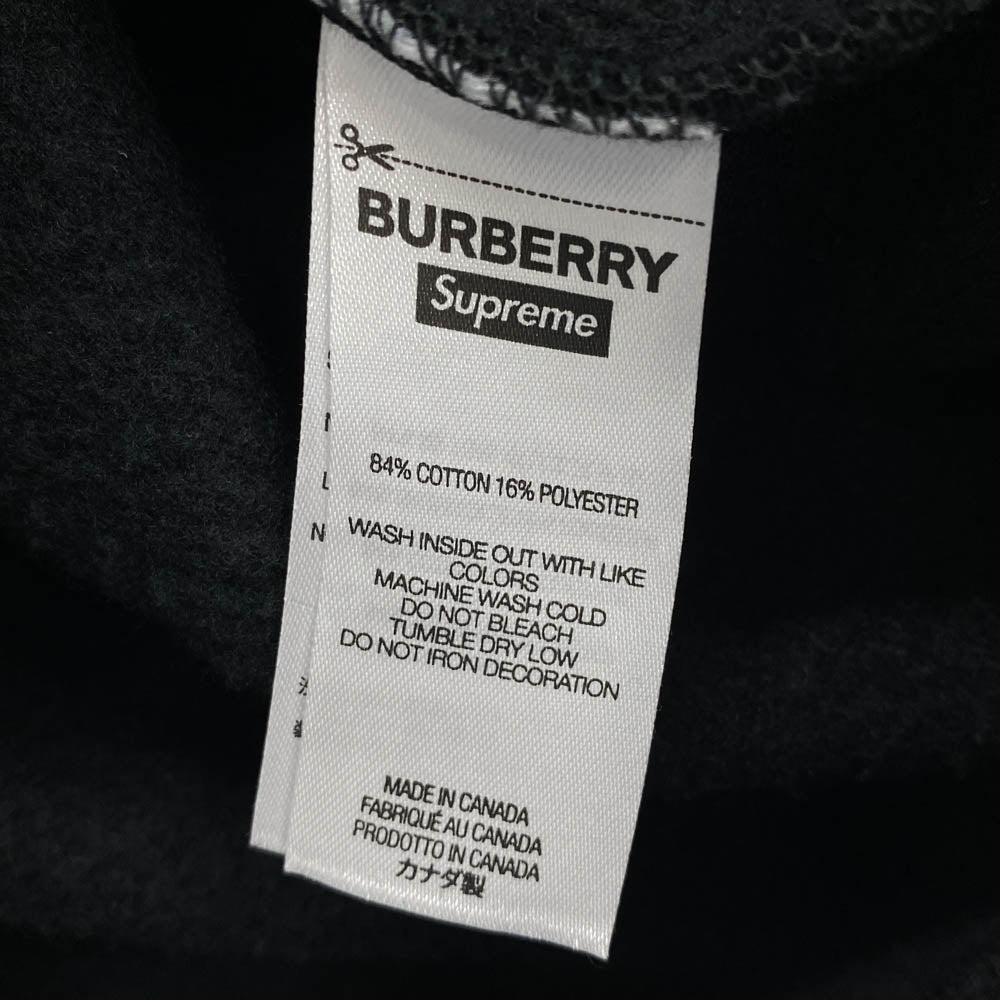 BURBERRY
Supreme
84% COTTON 16% POLYESTER
WASH INSIDE OUT WITH LIKE
COLORS
MACHINE WASH COLD
DO NOT BLEACH
TUMBLE DRY LOW
DO NOT IRON DECORATION
MADE IN CANADA
FABRIQUÉ AU CANADA
PRODOTTO IN CANADA
カナダ製
L
N